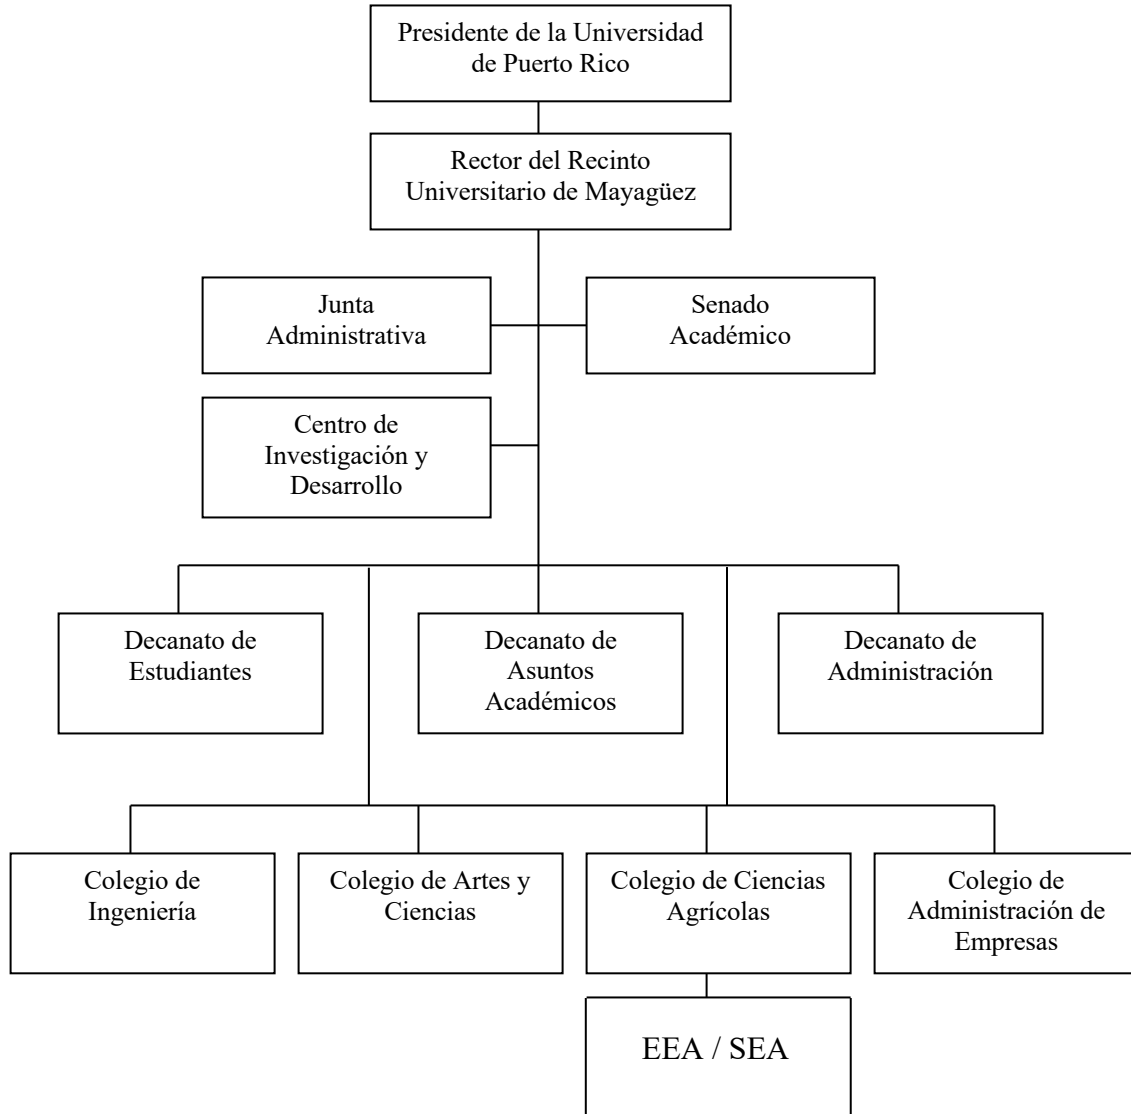 Presidente de la Universidad
de Puerto Rico
Rector del Recinto
Universitario de Mayagüez
Junta
Administrativa
Senado
Académico
Centro de
Investigación y
Desarrollo
Decanato de
Estudiantes
Decanato de
Asuntos
Académicos
Decanato de
Administración
Colegio de
Ingeniería
Colegio de Artes y
Ciencias
Colegio de Ciencias
Agrícolas
Colegio de
Administración de
Empresas
EEA / SEA